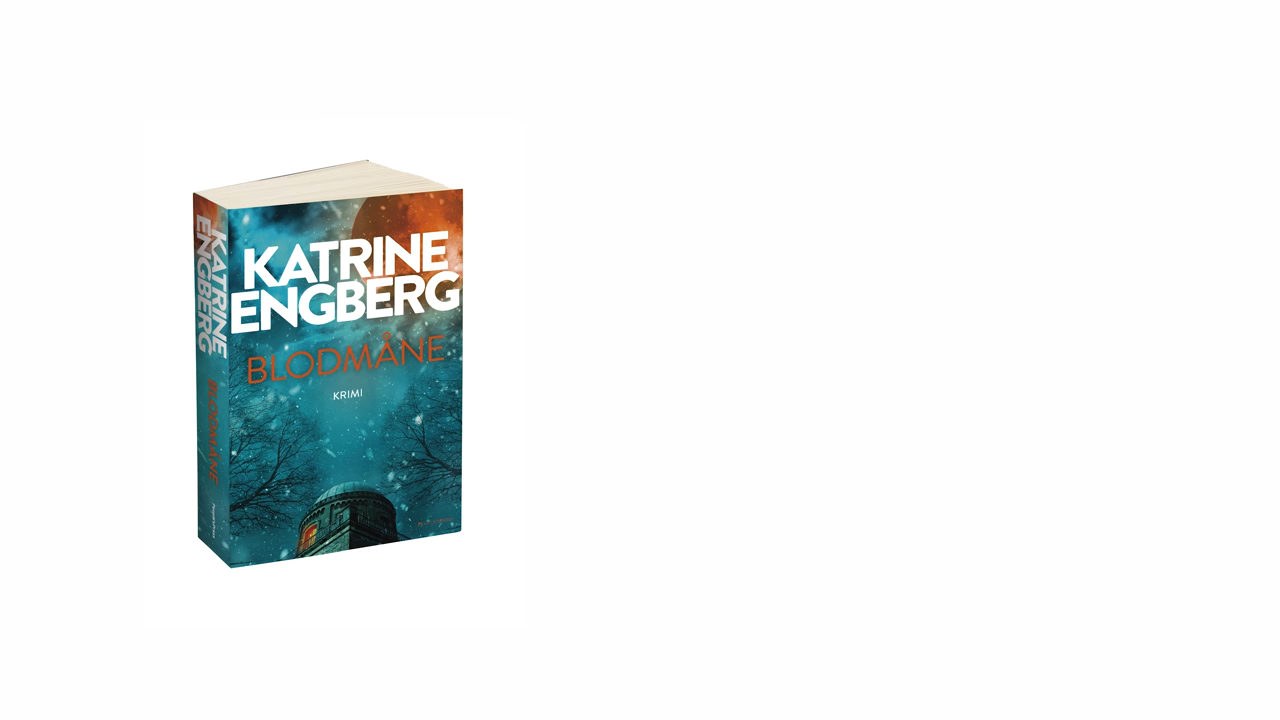 KATRINE
ENGBERG
BLODMÅNE
KRIMI
KATRINE
ENGBERG
BLODMÅNE